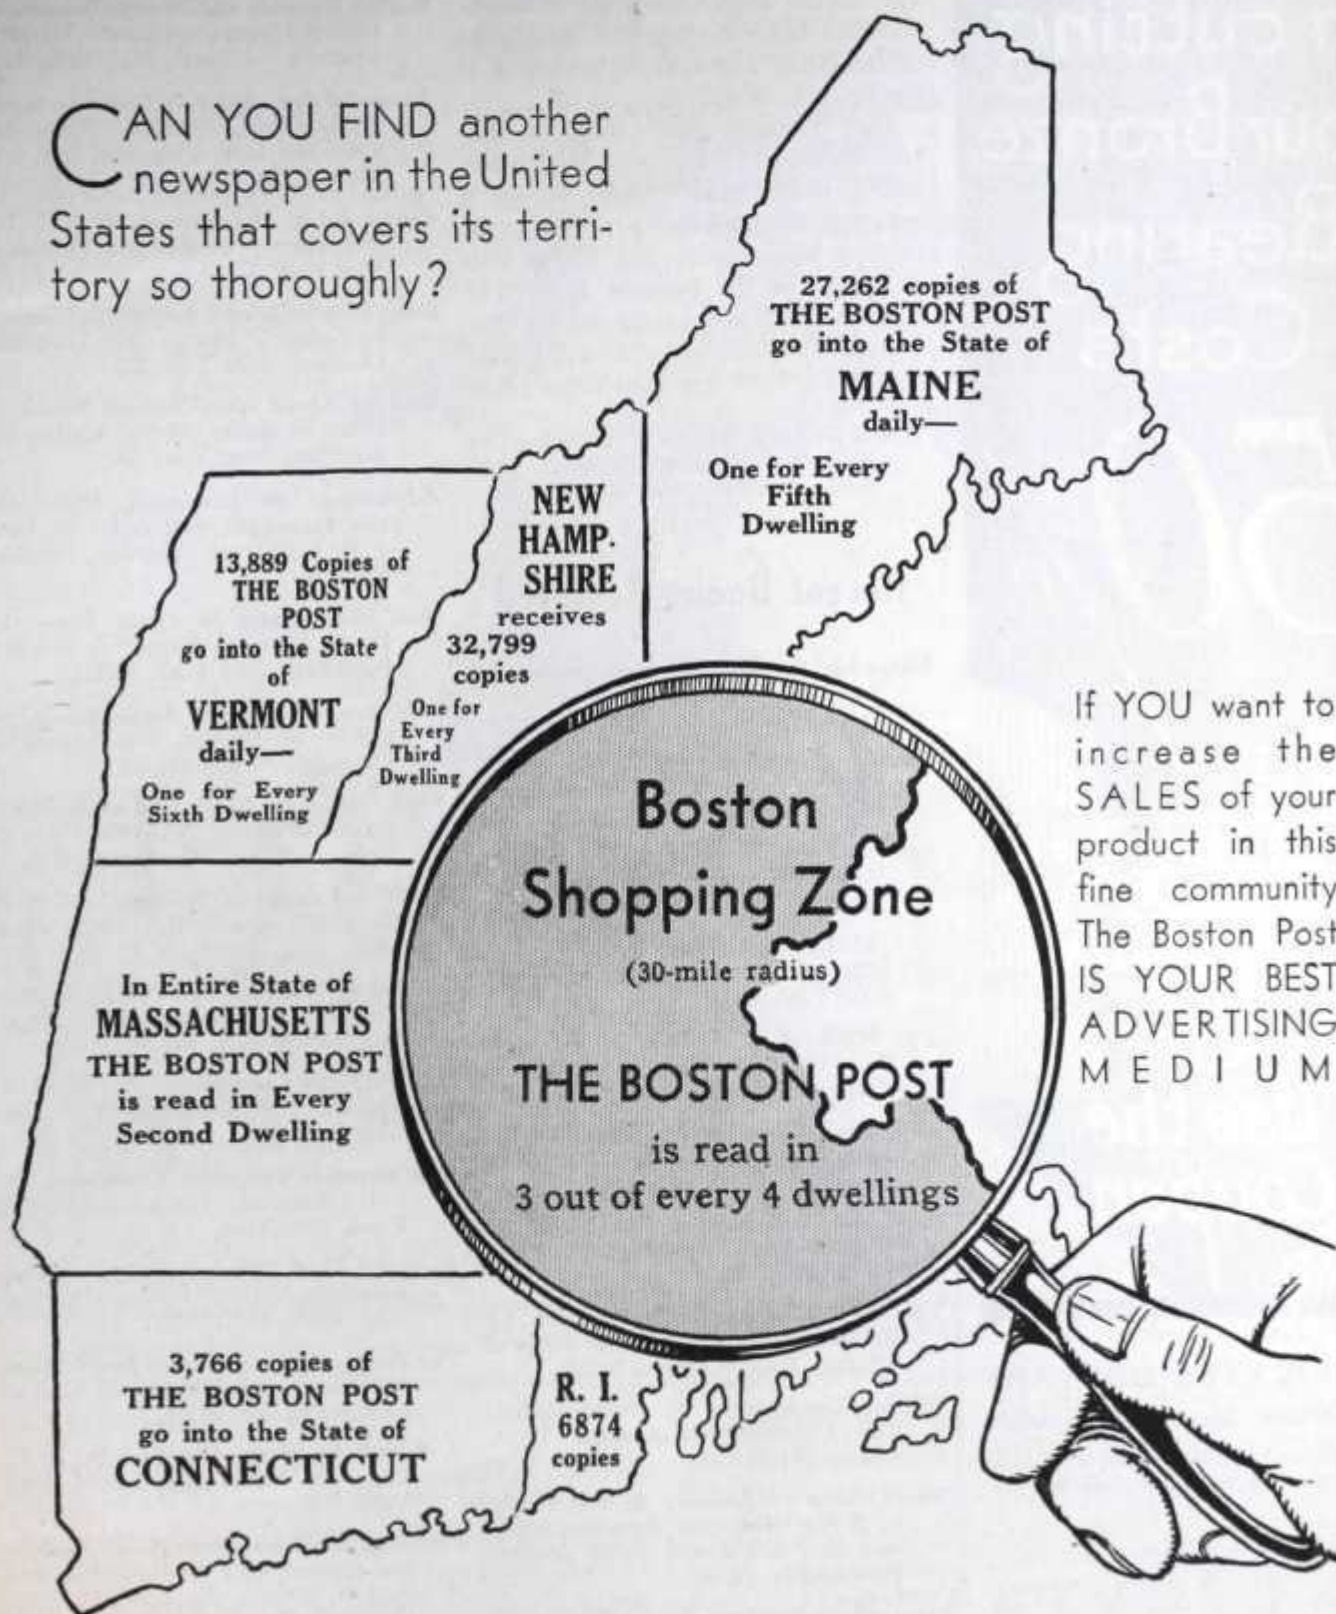 CAN YOU FIND another
newspaper in the United
States that covers its terri-
tory so thoroughly?
27,262 copies of
THE BOSTON POST
go into the State of
MAINE
daily—
One for Every
Fifth
Dwelling
NEW
HAMP-
SHIRE
receives
32,799
copies
One for
Every
Third
Dwelling
13,889 Copies of
THE BOSTON
POST
go into the State
of
VERMONT
daily—
One for Every
Sixth Dwelling
If YOU want to
increase the
SALES of your
product in this
fine community
The Boston Post
IS YOUR BEST
ADVERTISING
MEDIUM
Boston
Shopping Zone
(30-mile radius)
THE BOSTON POST
is read in
3 out of every 4 dwellings
In Entire State of
MASSACHUSETTS
THE BOSTON POST
is read in Every
Second Dwelling
3,766 copies of
THE BOSTON POST
go into the State of
CONNECTICUT
R. I.
6874
copies